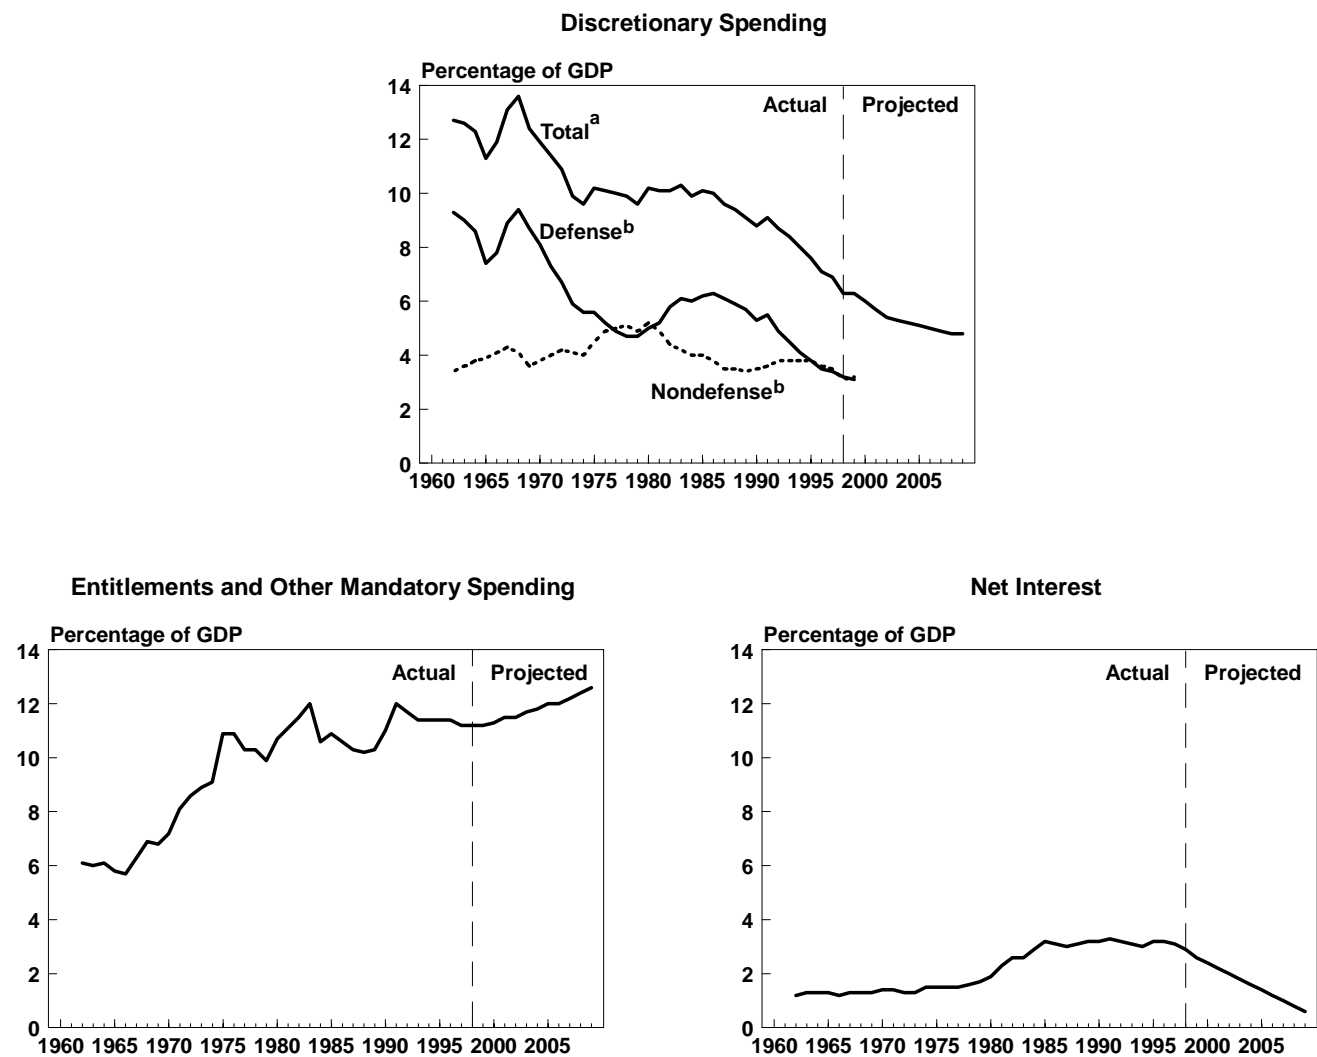 Discretionary Spending
Percentage of GDP
14
Actual
Projected
12
Total^a
10
Defense^b
8
6
4
Nondefense^b
2
0
1960 1965 1970 1975 1980 1985 1990 1995 2000 2005
Entitlements and Other Mandatory Spending
Percentage of GDP
14
Actual
Projected
12
10
8
6
4
2
0
1960 1965 1970 1975 1980 1985 1990 1995 2000 2005
Net Interest
Percentage of GDP
14
Actual
Projected
12
10
8
6
4
2
0
1960 1965 1970 1975 1980 1985 1990 1995 2000 2005